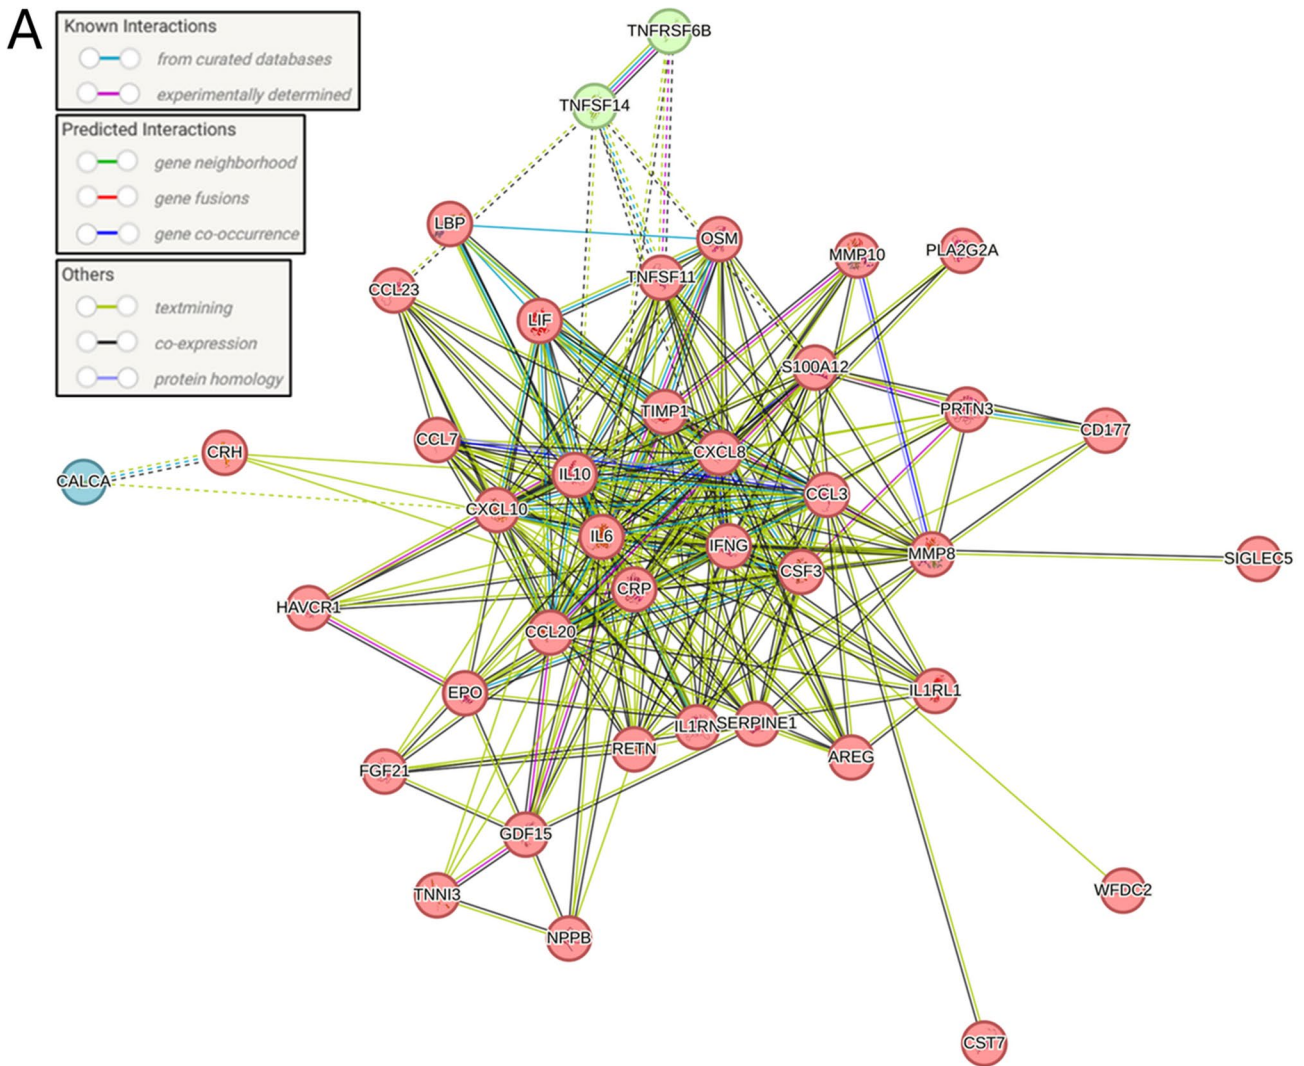 A
Known Interactions
from curated databases
experimentally determined
Predicted Interactions
gene neighborhood
gene fusions
gene co-occurrence
Others
textmining
co-expression
protein homology
TNFRSF6B
TNFSF14
LBP
OSM
MMP10
PLA2G2A
CCL23
TNFSF11
LIF
S100A12
TIMP1
PRTN3
CD177
CCL7
CRH
CXCL8
CALCA
IL10
CCL3
CXCL10
IL6
IFNG
MMP8
SIGLEC5
CSF3
CRP
HAVCR1
CCL20
EPO
IL1RL1
IL1RN
SERPINE1
RETN
AREG
FGF21
GDF15
TNNI3
WFDC2
NPPB
CST7